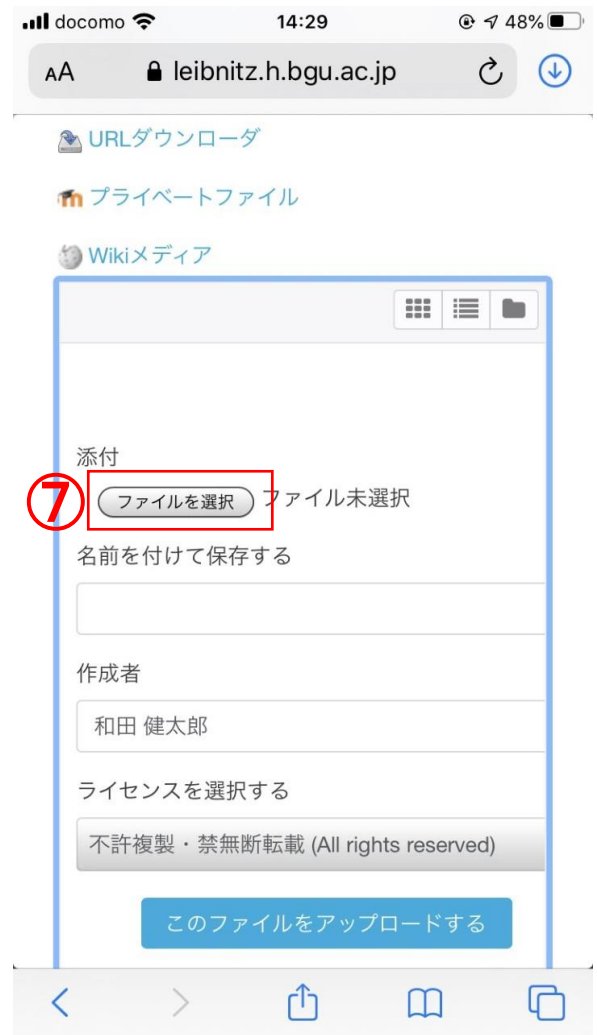 docomo 14:29 48%
AA leibnitz.h.bgu.ac.jp
URLダウンローダ
プライベートファイル
Wikiメディア
添付
⑦ ファイルを選択 ファイル未選択
名前を付けて保存する
作成者
和田 健太郎
ライセンスを選択する
不許複製・禁無断転載 (All rights reserved)
このファイルをアップロードする